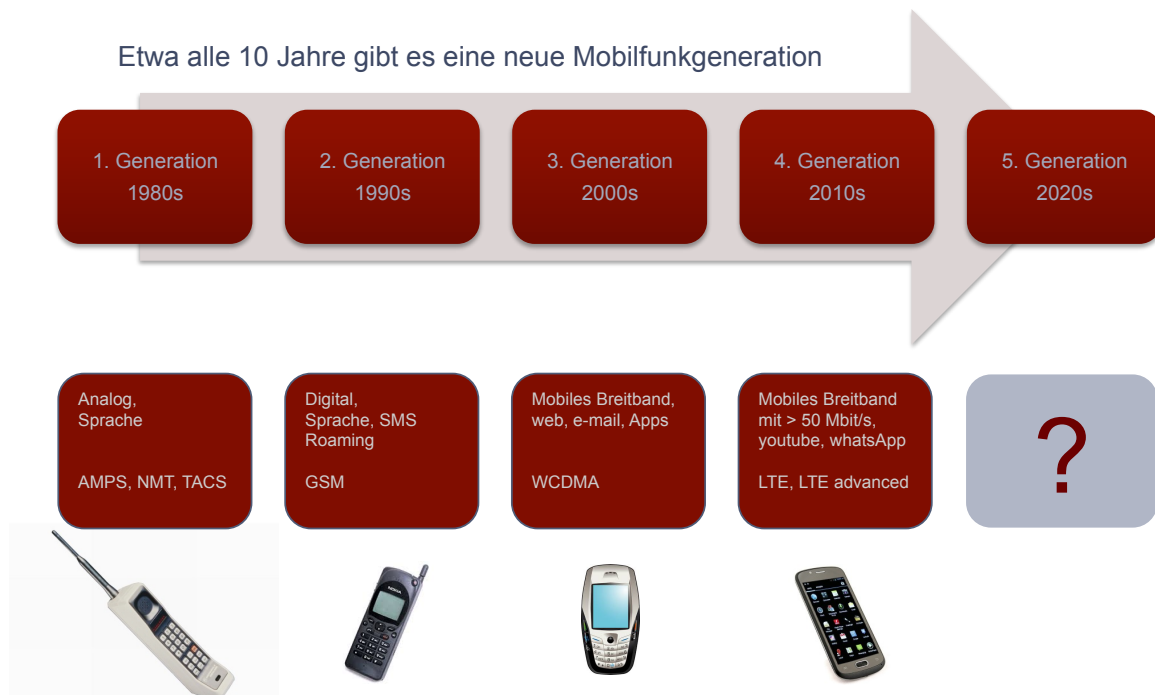 Etwa alle 10 Jahre gibt es eine neue Mobilfunkgeneration
1. Generation
1980s
2. Generation
1990s
3. Generation
2000s
4. Generation
2010s
5. Generation
2020s
Analog,
Sprache
AMPS, NMT, TACS
Digital,
Sprache, SMS
Roaming
GSM
Mobiles Breitband,
web, e-mail, Apps
WCDMA
Mobiles Breitband
mit > 50 Mbit/s,
youtube, whatsApp
LTE, LTE advanced
?
NOKIA